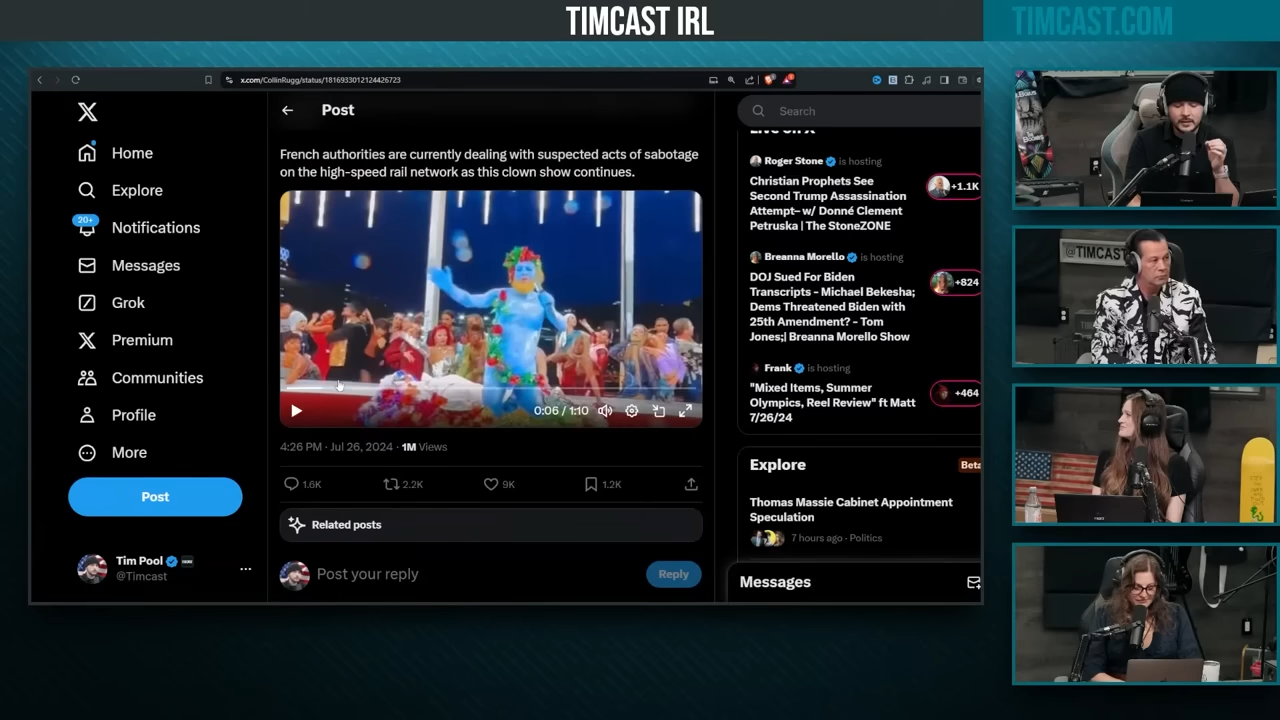 TIMCAST IRL
TIMCAST.COM
x.com/CollinRugg/status/1816933012124426723
Home
Explore
20+
Notifications
Messages
Grok
Premium
Communities
Profile
More
Post
Tim Pool
@Timcast
Post
French authorities are currently dealing with suspected acts of sabotage
on the high-speed rail network as this clown show continues.
0:06 / 1:10
4:26 PM · Jul 26, 2024 · 1M Views
1.6K
2.2K
9K
1.2K
Related posts
Post your reply
Reply
Search
Live on X
Roger Stone is hosting
Christian Prophets See
Second Trump Assassination
Attempt– w/ Donné Clement
Petruska | The StoneZONE
+1.1K
Breanna Morello is hosting
DOJ Sued For Biden
Transcripts - Michael Bekesha;
Dems Threatened Biden with
25th Amendment? - Tom
Jones;| Breanna Morello Show
+824
Frank is hosting
"Mixed Items, Summer
Olympics, Reel Review" ft Matt
7/26/24
+464
Explore
Beta
Thomas Massie Cabinet Appointment
Speculation
7 hours ago · Politics
Messages
@TIMCAST